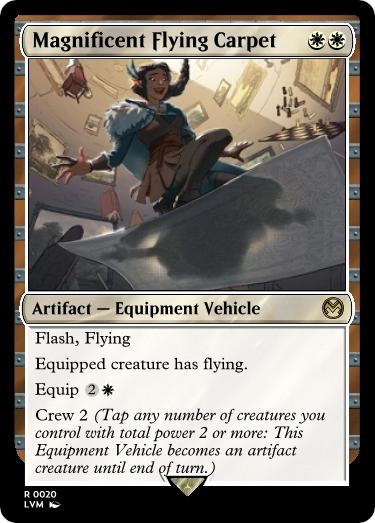 Magnificent Flying Carpet
Artifact — Equipment Vehicle
Flash, Flying
Equipped creature has flying.
Equip 2
Crew 2 (Tap any number of creatures you
control with total power 2 or more: This
Equipment Vehicle becomes an artifact
creature until end of turn.)
R 0020
LVM